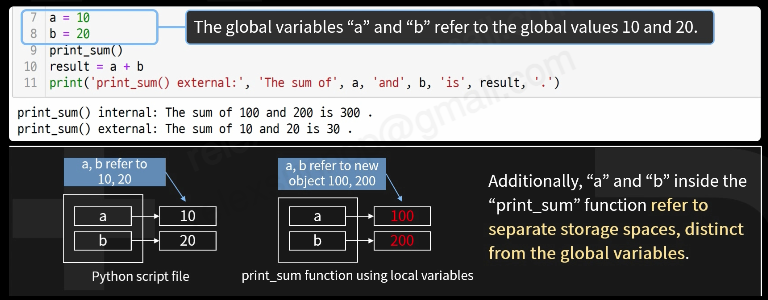 7 a = 10
8 b = 20
The global variables “a” and “b” refer to the global values 10 and 20.
9 print_sum()
10 result = a + b
11 print('print_sum() external:', 'The sum of', a, 'and', b, 'is', result, '.')
print_sum() internal: The sum of 100 and 200 is 300 .
print_sum() external: The sum of 10 and 20 is 30 .
a, b refer to
10, 20
a 10
b 20
Python script file
a, b refer to new
object 100, 200
a 100
b 200
print_sum function using local variables
Additionally, “a” and “b” inside the
“print_sum” function refer to
separate storage spaces, distinct
from the global variables.